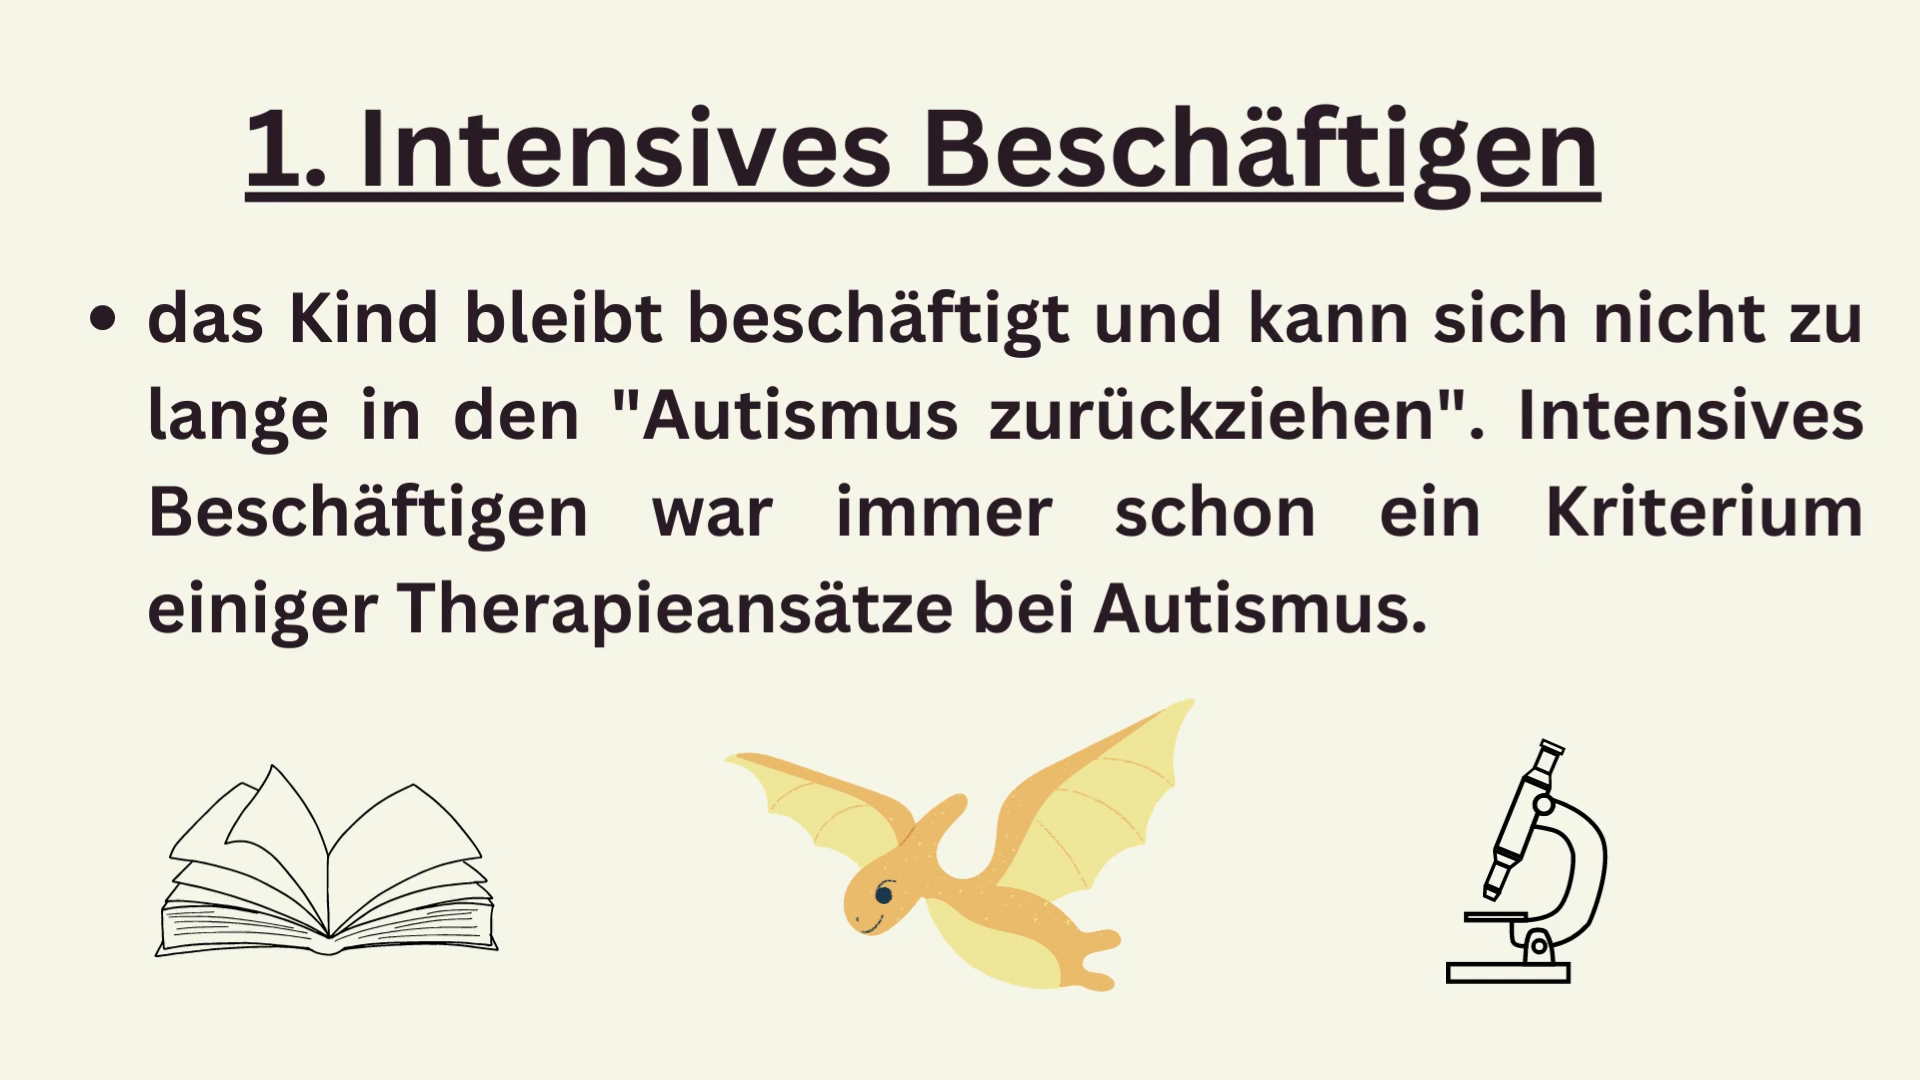 1. Intensives Beschäftigen
• das Kind bleibt beschäftigt und kann sich nicht zu
lange in den "Autismus zurückziehen". Intensives
Beschäftigen war immer schon ein Kriterium
einiger Therapieansätze bei Autismus.